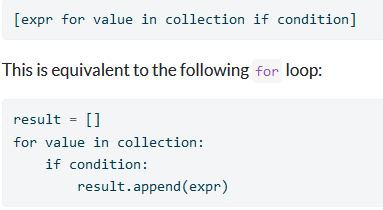 [expr for value in collection if condition]
This is equivalent to the following for loop:
result = []
for value in collection:
    if condition:
        result.append(expr)